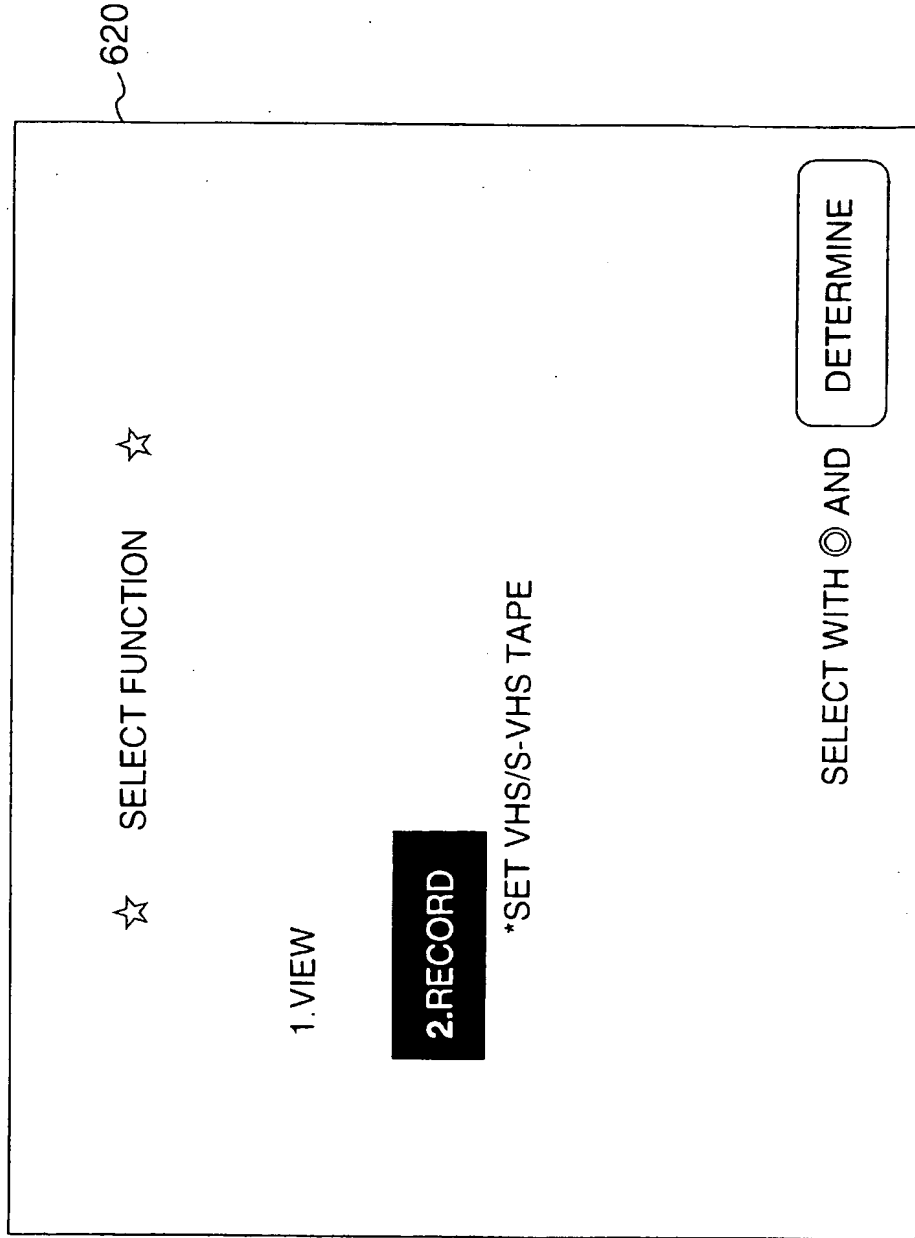 620
☆ SELECT FUNCTION ☆
1.VIEW
2.RECORD
*SET VHS/S-VHS TAPE
SELECT WITH ◎ AND DETERMINE